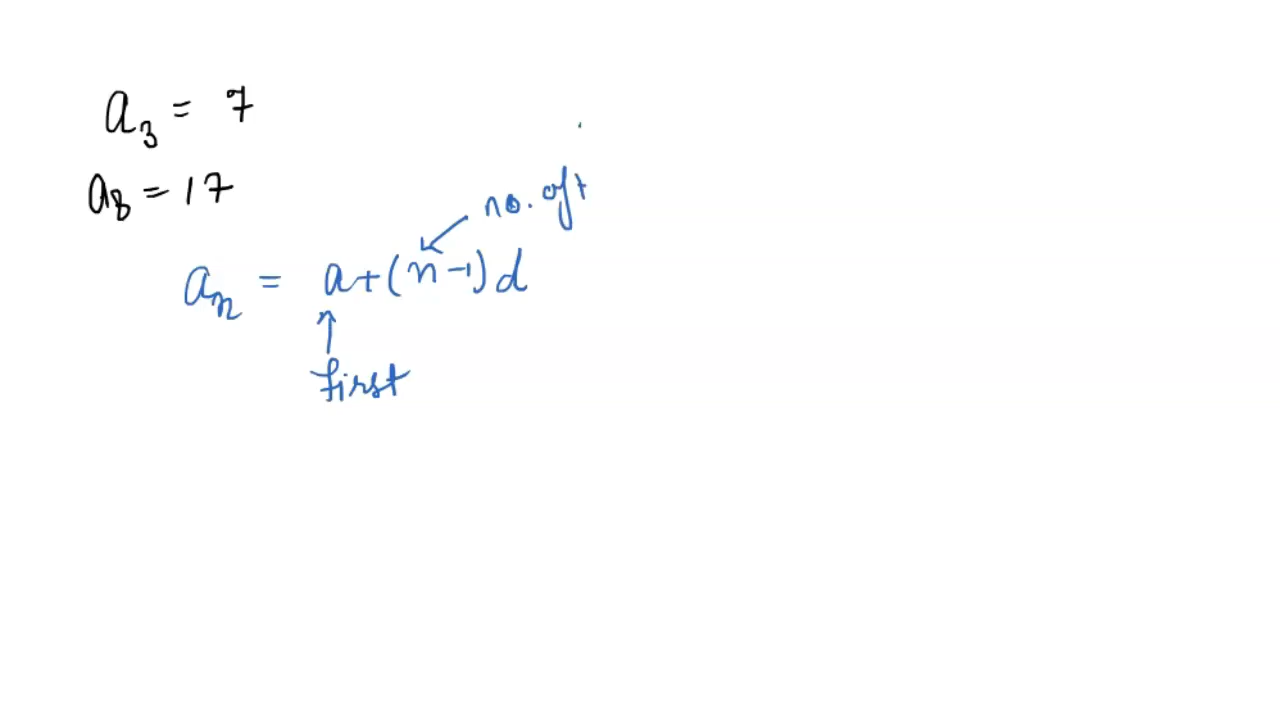 a₃ = 7
a₈ = 17
no. of t
aₙ = a+(n-1)d
first